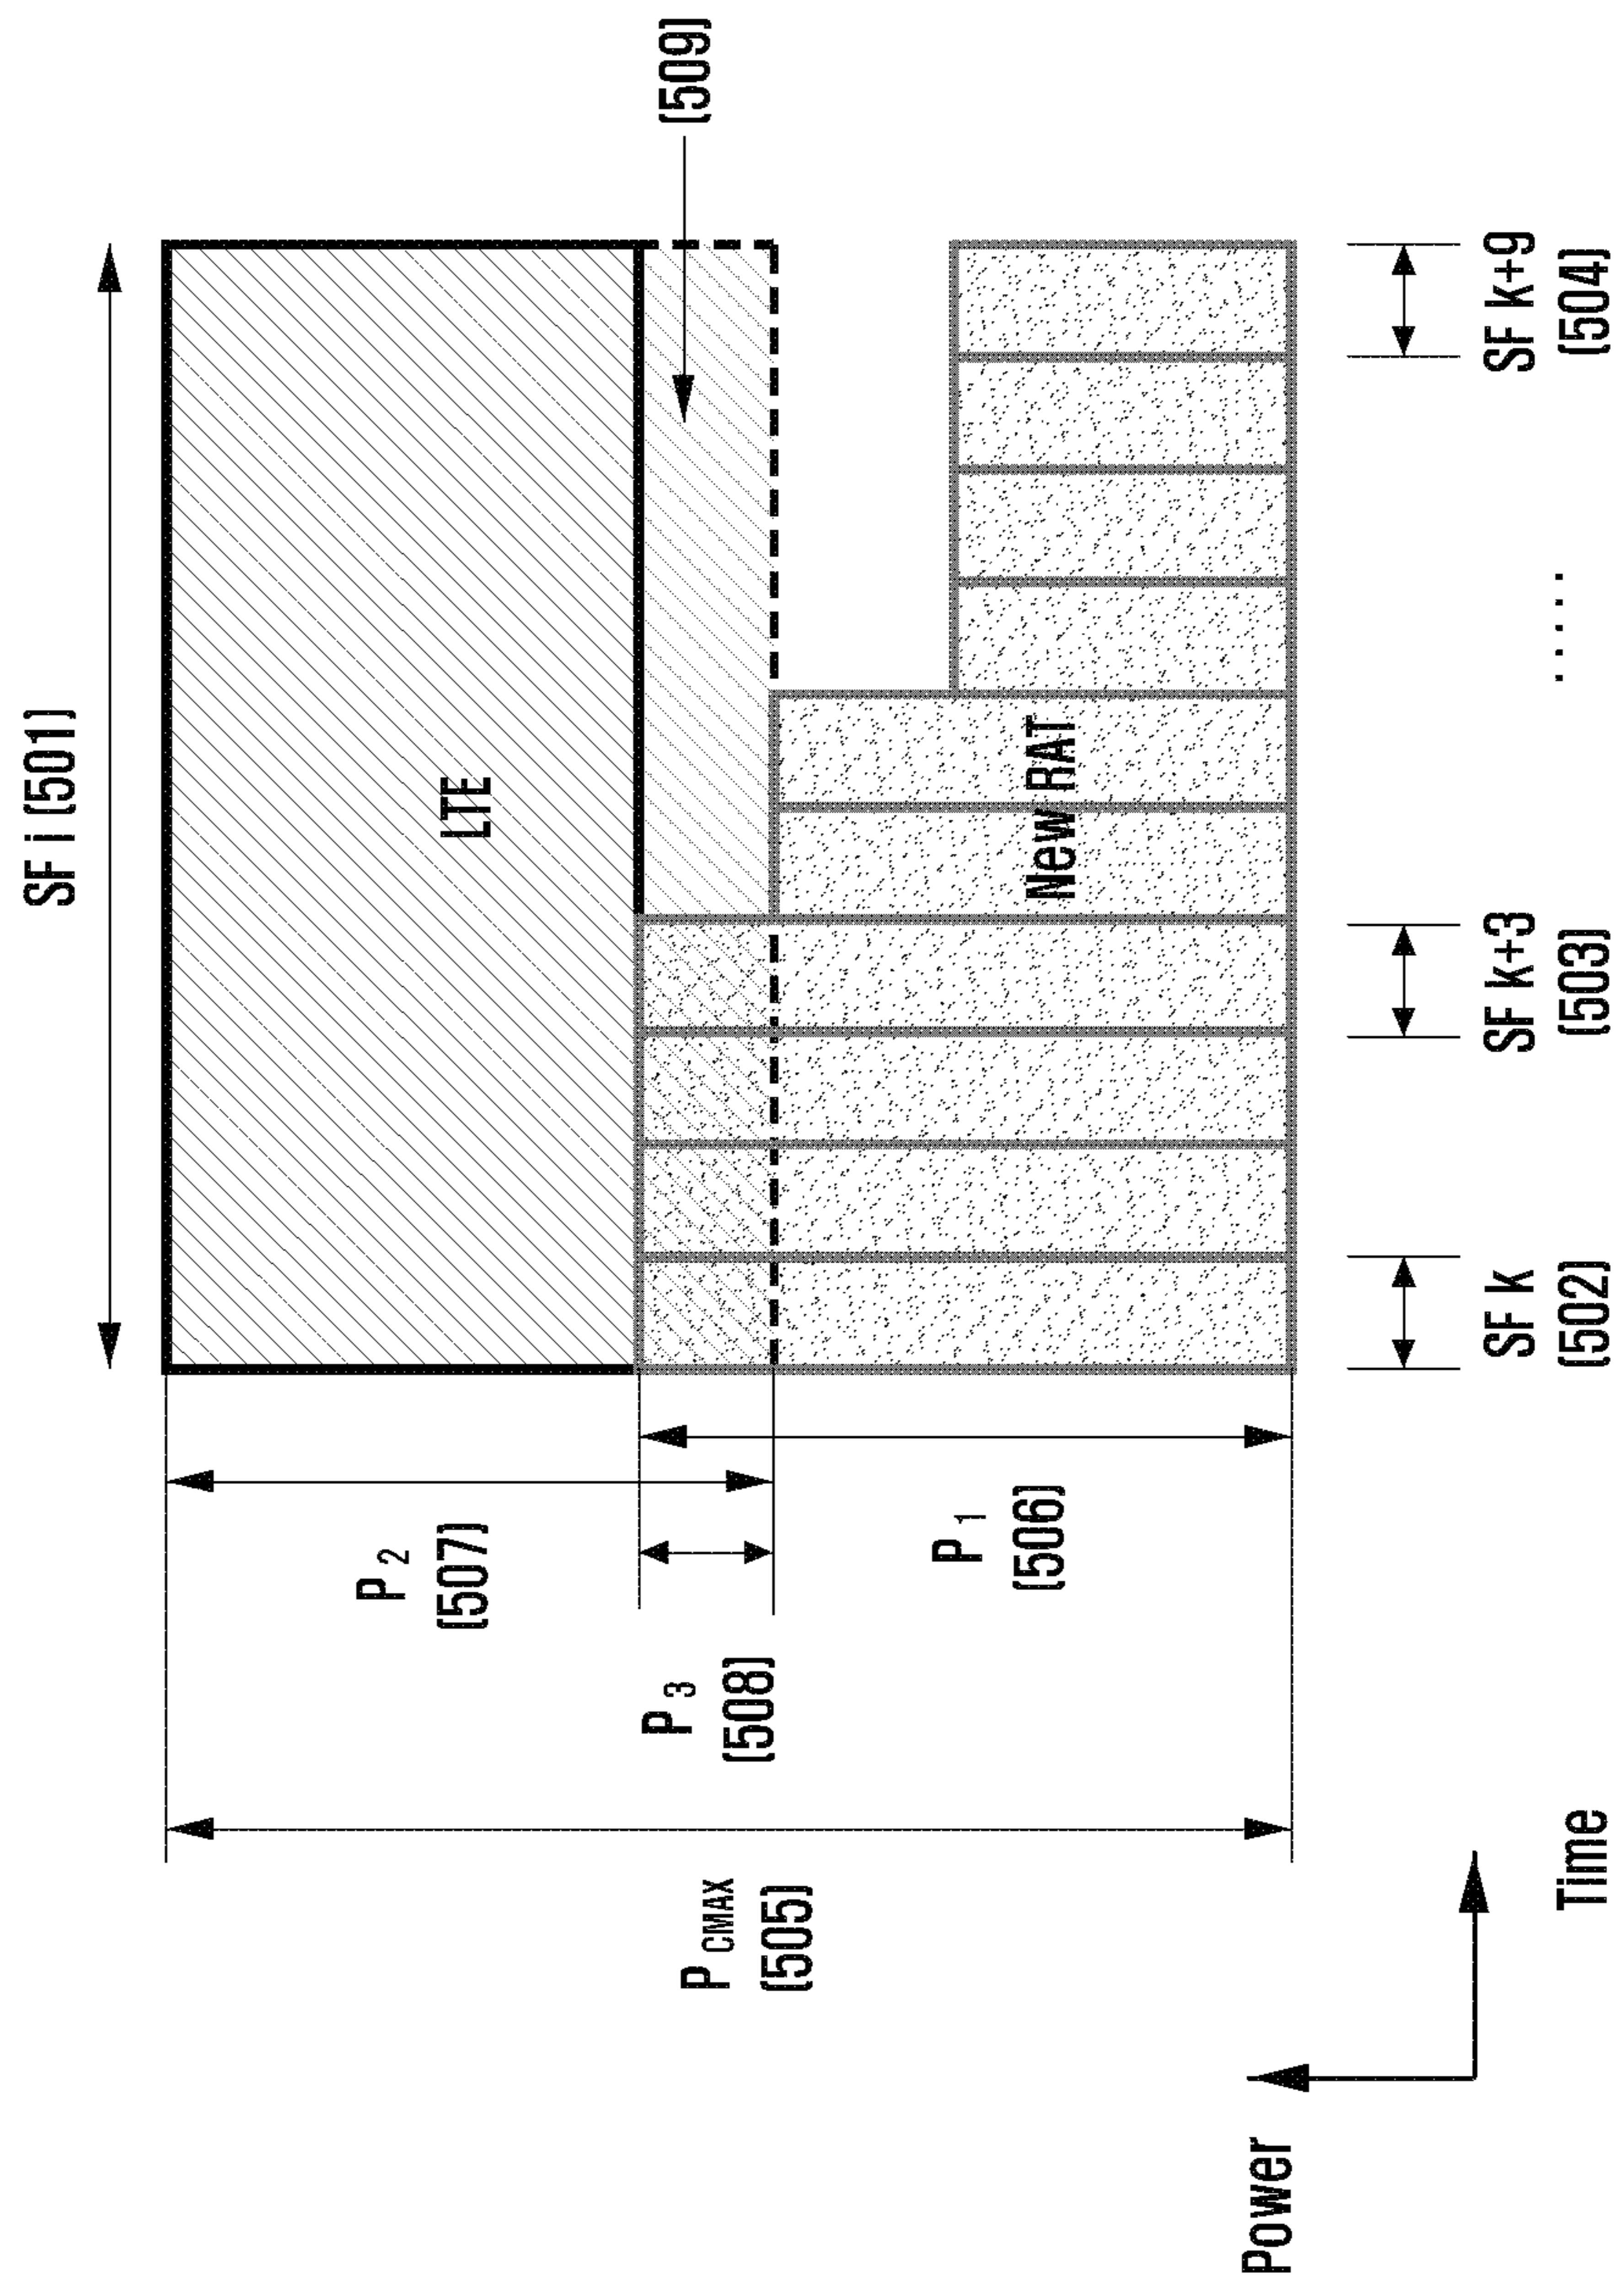 SF i (501)
LTE
(509)
New RAT
P2
(507)
P3
(508)
P1
(506)
PCMAX
(505)
SF k
(502)
SF k+3
(503)
.....
SF k+9
(504)
Power
Time